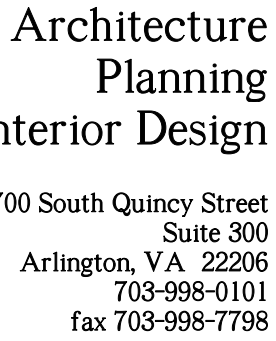 Architecture
Planning
nterior Design
700 South Quincy Street
Suite 300
Arlington, VA 22206
703-998-0101
fax 703-998-7798